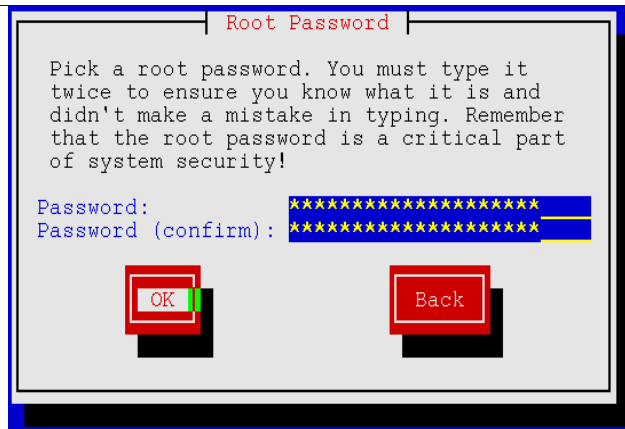 Root Password
Pick a root password. You must type it
twice to ensure you know what it is and
didn't make a mistake in typing. Remember
that the root password is a critical part
of system security!
Password: ********************____
Password (confirm): ********************____
OK Back